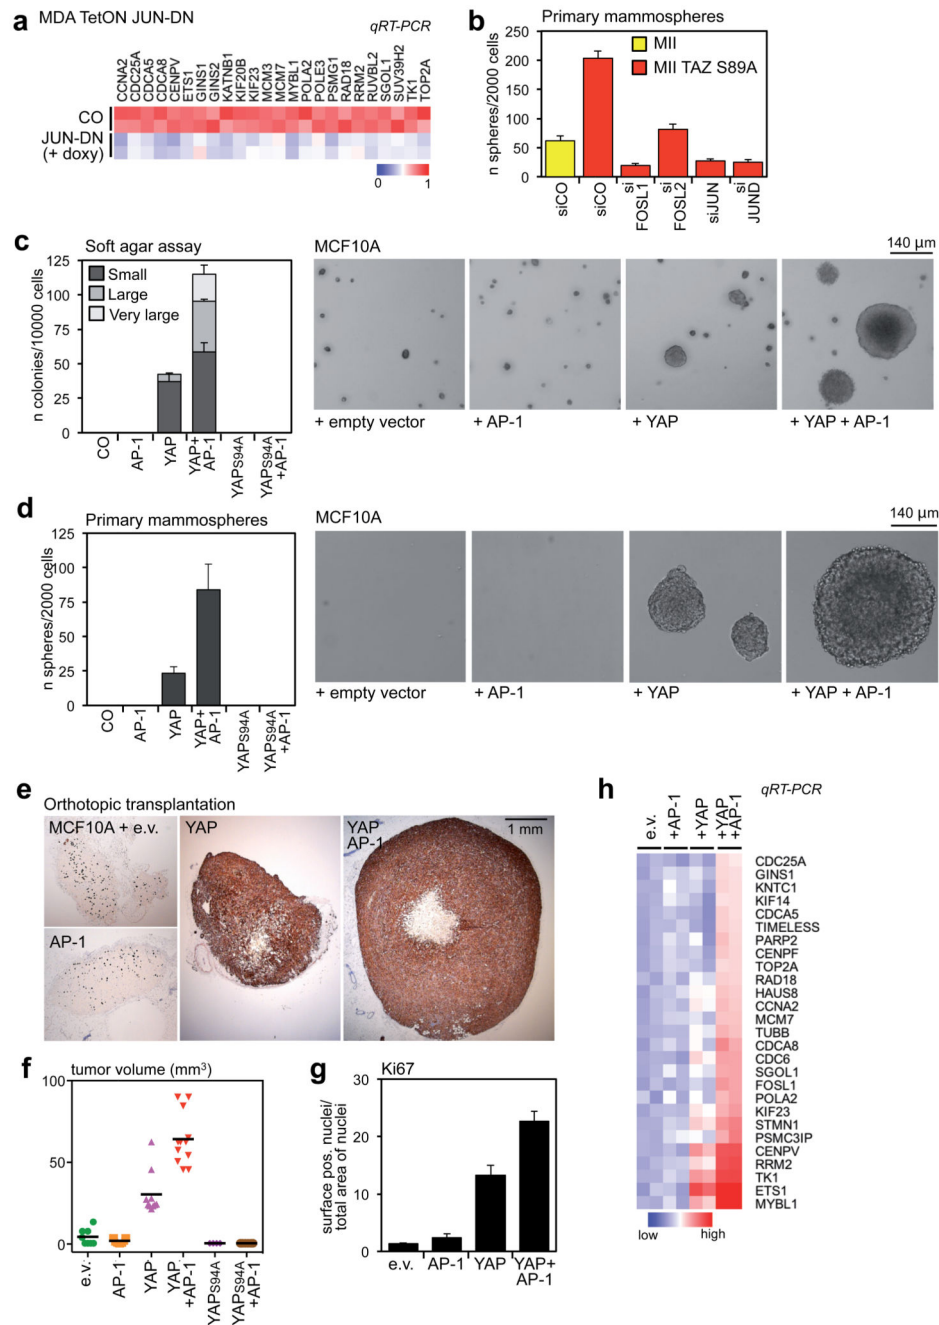 a MDA TetON JUN-DN
qRT-PCR
CCNA2
CDC25A
CDCA5
CDCA8
CENPV
ETS1
GINS1
GINS2
KATNB1
KIF20B
KIF23
MCM3
MCM7
MYBL1
POLA2
POLE3
PSMG1
RAD18
RRM2
RUVBL2
SGOL1
SUV39H2
TK1
TOP2A
CO
JUN-DN
(+ doxy)
0 1
b Primary mammospheres
n spheres/2000 cells
250
200
150
100
50
0
MII
MII TAZ S89A
siCO
siCO
si
FOSL1
si
FOSL2
siJUN
si
JUND
c Soft agar assay
n colonies/10000 cells
125
100
75
50
25
0
Small
Large
Very large
CO
AP-1
YAP
YAP+
AP-1
YAPS94A
YAPS94A
+AP-1
MCF10A
140 µm
+ empty vector
+ AP-1
+ YAP
+ YAP + AP-1
d Primary mammospheres
n spheres/2000 cells
125
100
75
50
25
0
CO
AP-1
YAP
YAP+
AP-1
YAPS94A
YAPS94A
+AP-1
MCF10A
140 µm
+ empty vector
+ AP-1
+ YAP
+ YAP + AP-1
e Orthotopic transplantation
MCF10A + e.v.
AP-1
YAP
YAP
AP-1
1 mm
f tumor volume (mm³)
100
50
0
e.v.
AP-1
YAP
YAP
+AP-1
YAPS94A
YAPS94A
+AP-1
g Ki67
surface pos. nuclei/
total area of nuclei
30
20
10
0
e.v.
AP-1
YAP
YAP+
AP-1
h qRT-PCR
e.v.
+AP-1
+YAP
+YAP
+AP-1
CDC25A
GINS1
KNTC1
KIF14
CDCA5
TIMELESS
PARP2
CENPF
TOP2A
RAD18
HAUS8
CCNA2
MCM7
TUBB
CDCA8
CDC6
SGOL1
FOSL1
POLA2
KIF23
STMN1
PSMC3IP
CENPV
RRM2
TK1
ETS1
MYBL1
low high